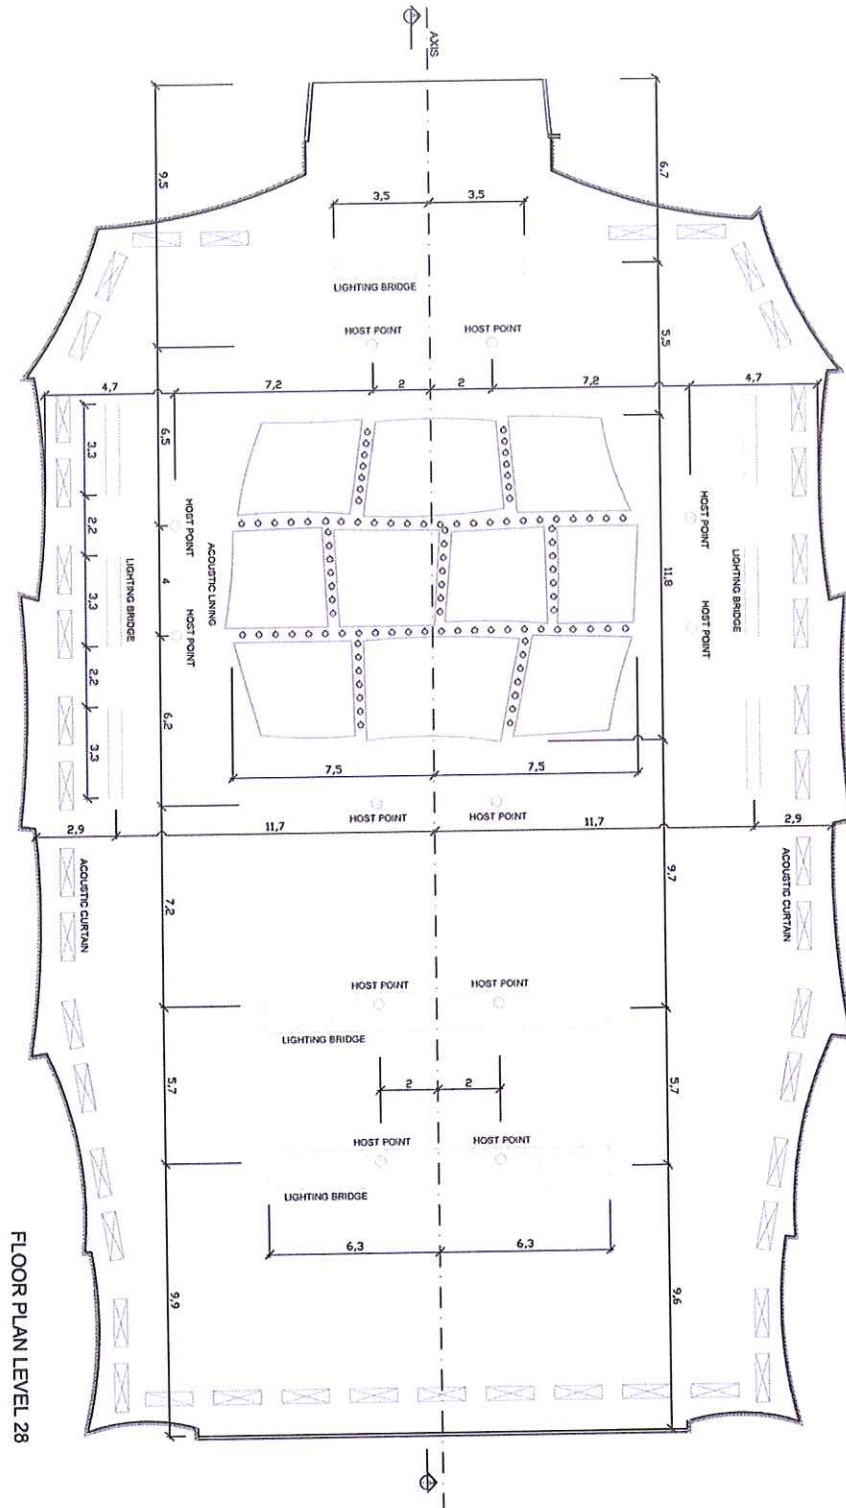 AXIS
9,5
6,7
3,5
3,5
LIGHTING BRIDGE
HOST POINT
HOST POINT
5,5
4,7
7,2
2
2
7,2
4,7
3,3
6,5
HOST POINT
HOST POINT
2,2
ACOUSTIC LINING
11,8
LIGHTING BRIDGE
LIGHTING BRIDGE
3,3
4
HOST POINT
HOST POINT
2,2
6,2
3,3
7,5
7,5
HOST POINT
HOST POINT
2,9
11,7
11,7
2,9
ACOUSTIC CURTAIN
ACOUSTIC CURTAIN
7,2
9,7
HOST POINT
HOST POINT
LIGHTING BRIDGE
5,7
2
2
5,7
HOST POINT
HOST POINT
LIGHTING BRIDGE
6,3
6,3
9,9
9,6
FLOOR PLAN LEVEL 28